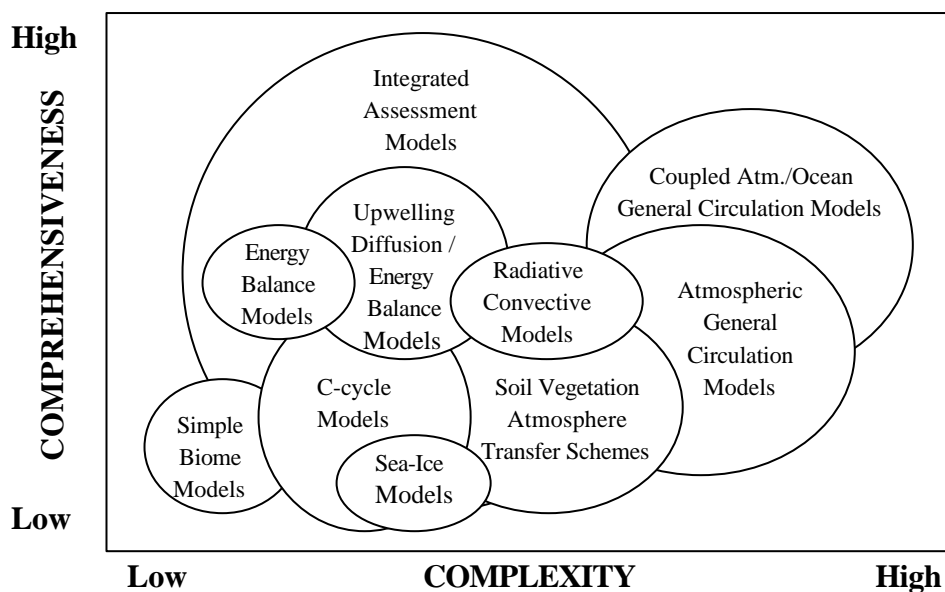 High
COMPREHENSIVENESS
Low
Integrated
Assessment
Models
Coupled Atm./Ocean
General Circulation Models
Upwelling
Diffusion /
Energy
Balance
Models
Energy
Balance
Models
Radiative
Convective
Models
Atmospheric
General
Circulation
Models
C-cycle
Models
Soil Vegetation
Atmosphere
Transfer Schemes
Simple
Biome
Models
Sea-Ice
Models
Low
COMPLEXITY
High